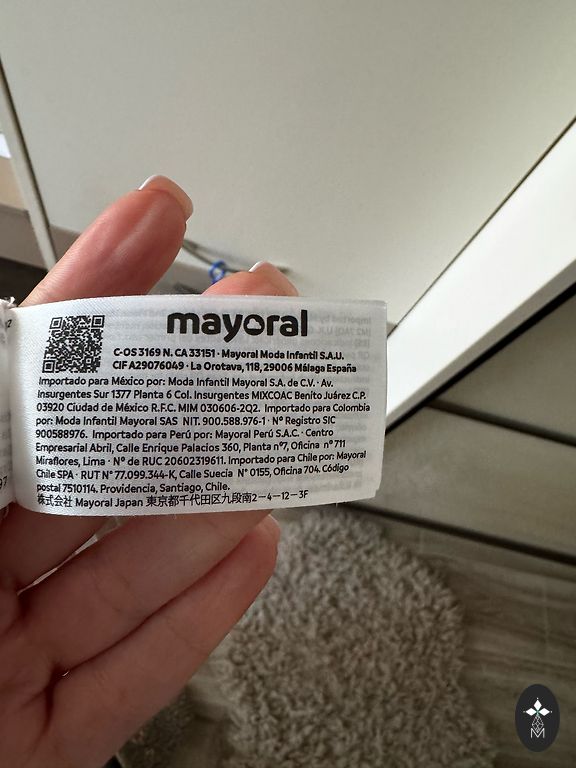 mayoral
C-OS 3169 N. CA 33151 · Mayoral Moda Infantil S.A.U.
CIF A29076049 · La Orotava, 118, 29006 Málaga España
Importado para México por: Moda Infantil Mayoral S.A. de C.V. · Av.
Insurgentes Sur 1377 Planta 6 Col. Insurgentes MIXCOAC Benito Juárez C.P.
03920 Ciudad de México R.F.C. MIM 030606-2Q2. Importado para Colombia
por: Moda Infantil Mayoral SAS NIT. 900.588.976-1 · Nº Registro SIC
900588976. Importado para Perú por: Mayoral Perú S.A.C. · Centro
Empresarial Abril, Calle Enrique Palacios 360, Planta nº7, Oficina nº 711
Miraflores, Lima · Nº de RUC 20602319611. Importado para Chile por: Mayoral
Chile SPA · RUT Nº 77.099.344-K, Calle Suecia Nº 0155, Oficina 704. Código
postal 7510114. Providencia, Santiago, Chile.
株式会社 Mayoral Japan 東京都千代田区九段南2-4-12-3F
M